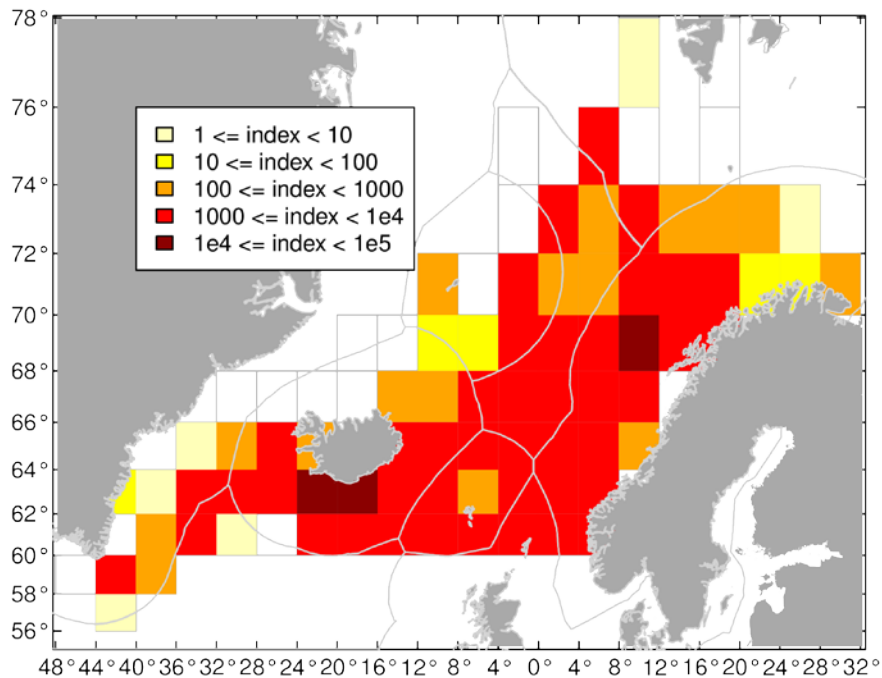 78°
76°
1 <= index < 10
10 <= index < 100
100 <= index < 1000
1000 <= index < 1e4
1e4 <= index < 1e5
74°
72°
70°
68°
66°
64°
62°
60°
58°
56°
48° 44° 40° 36° 32° 28° 24° 20° 16° 12° 8° 4° 0° 4° 8° 12° 16° 20° 24° 28° 32°